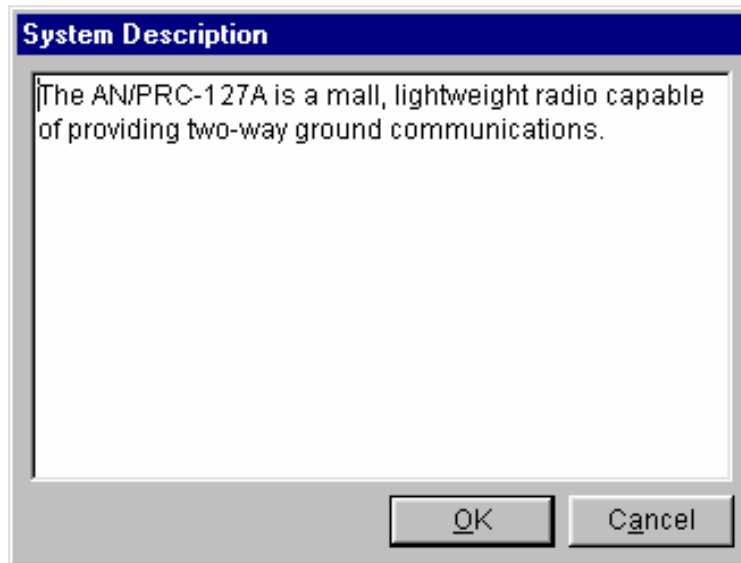 System Description
The AN/PRC-127A is a mall, lightweight radio capable
of providing two-way ground communications.
OK
Cancel